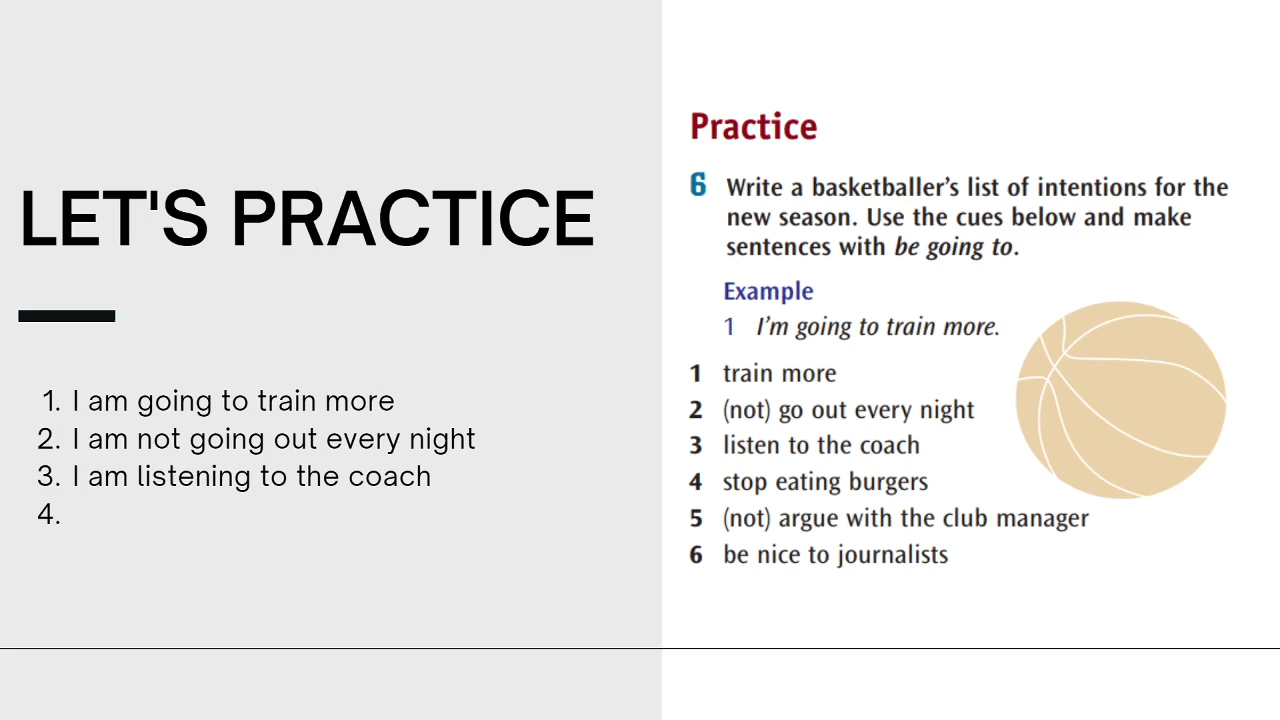 LET'S PRACTICE
1. I am going to train more
2. I am not going out every night
3. I am listening to the coach
4.
Practice
6 Write a basketballer's list of intentions for the
new season. Use the cues below and make
sentences with be going to.
Example
1 I'm going to train more.
1 train more
2 (not) go out every night
3 listen to the coach
4 stop eating burgers
5 (not) argue with the club manager
6 be nice to journalists